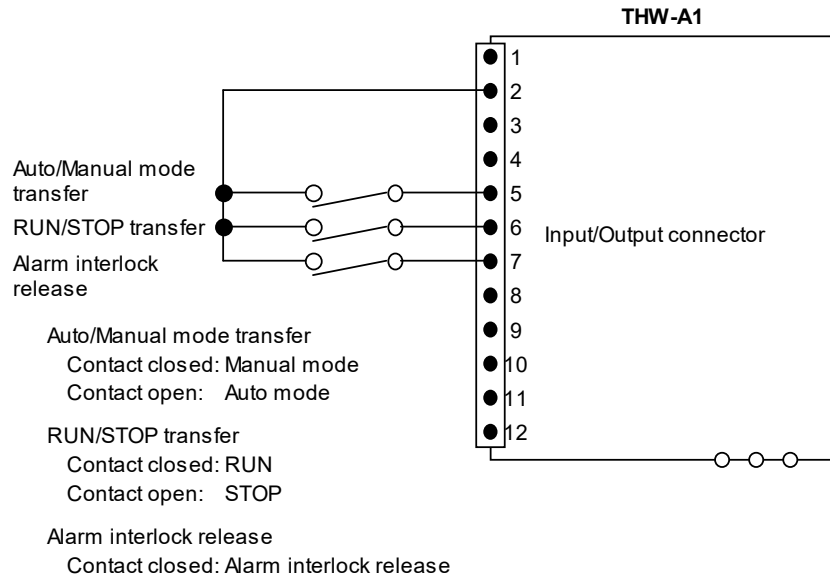 THW-A1
1
2
3
4
Auto/Manual mode
transfer
5
RUN/STOP transfer
6
Input/Output connector
Alarm interlock
release
7
8
9
10
11
12
Auto/Manual mode transfer
Contact closed: Manual mode
Contact open: Auto mode
RUN/STOP transfer
Contact closed: RUN
Contact open: STOP
Alarm interlock release
Contact closed: Alarm interlock release